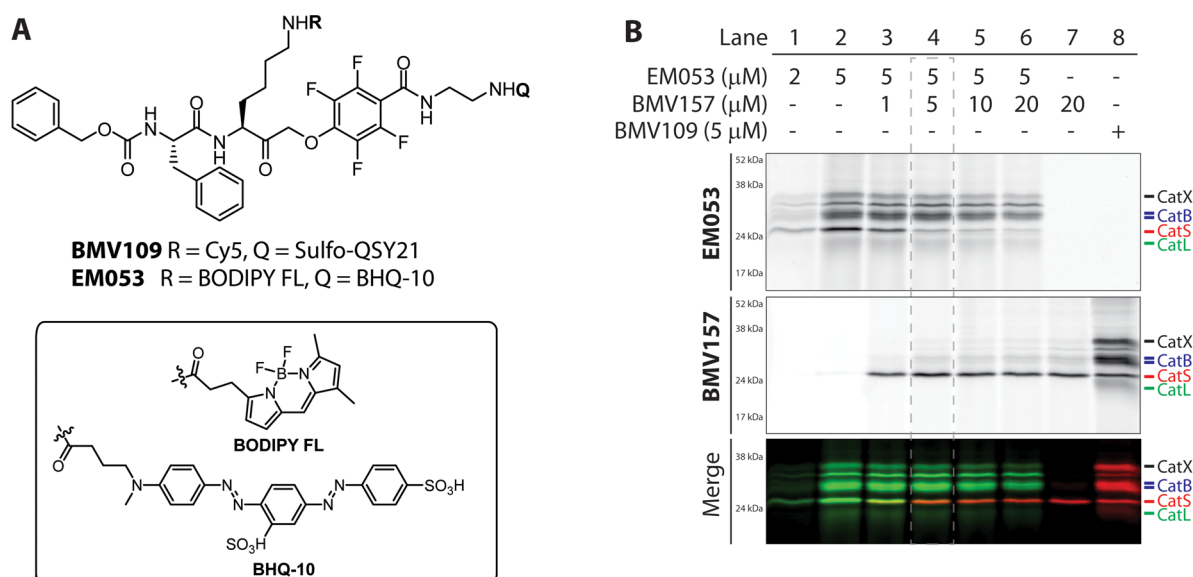 A
NHR
O
F
F
O
N
H
NHQ
O
H
N
O
N
H
O
O
F
F
BMV109 R = Cy5, Q = Sulfo-QSY21
EM053 R = BODIPY FL, Q = BHQ-10
O
F
F
B
N
N
BODIPY FL
O
N
N
N
N
N
SO3H
SO3H
BHQ-10
B
Lane 1 2 3 4 5 6 7 8
EM053 (μM) 2 5 5 5 5 5 - -
BMV157 (μM) - - 1 5 10 20 20 -
BMV109 (5 μM) - - - - - - - +
EM053
52 kDa
38 kDa
24 kDa
17 kDa
CatX
CatB
CatS
CatL
BMV157
52 kDa
38 kDa
24 kDa
17 kDa
CatX
CatB
CatS
CatL
Merge
38 kDa
24 kDa
CatX
CatB
CatS
CatL